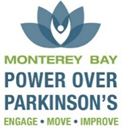 MONTEREY BAY
POWER OVER
PARKINSON'S
ENGAGE • MOVE • IMPROVE